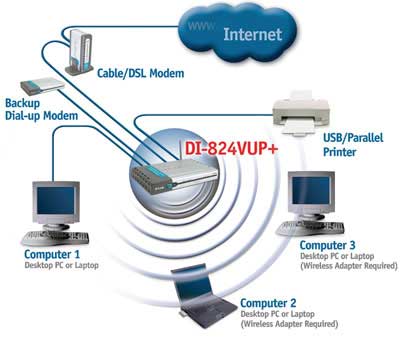 www.
Internet
Cable/DSL Modem
Backup
Dial-up Modem
DI-824VUP+
USB/Parallel
Printer
Computer 1
Desktop PC or Laptop
Computer 3
Desktop PC or Laptop
(Wireless Adapter Required)
Computer 2
Desktop PC or Laptop
(Wireless Adapter Required)